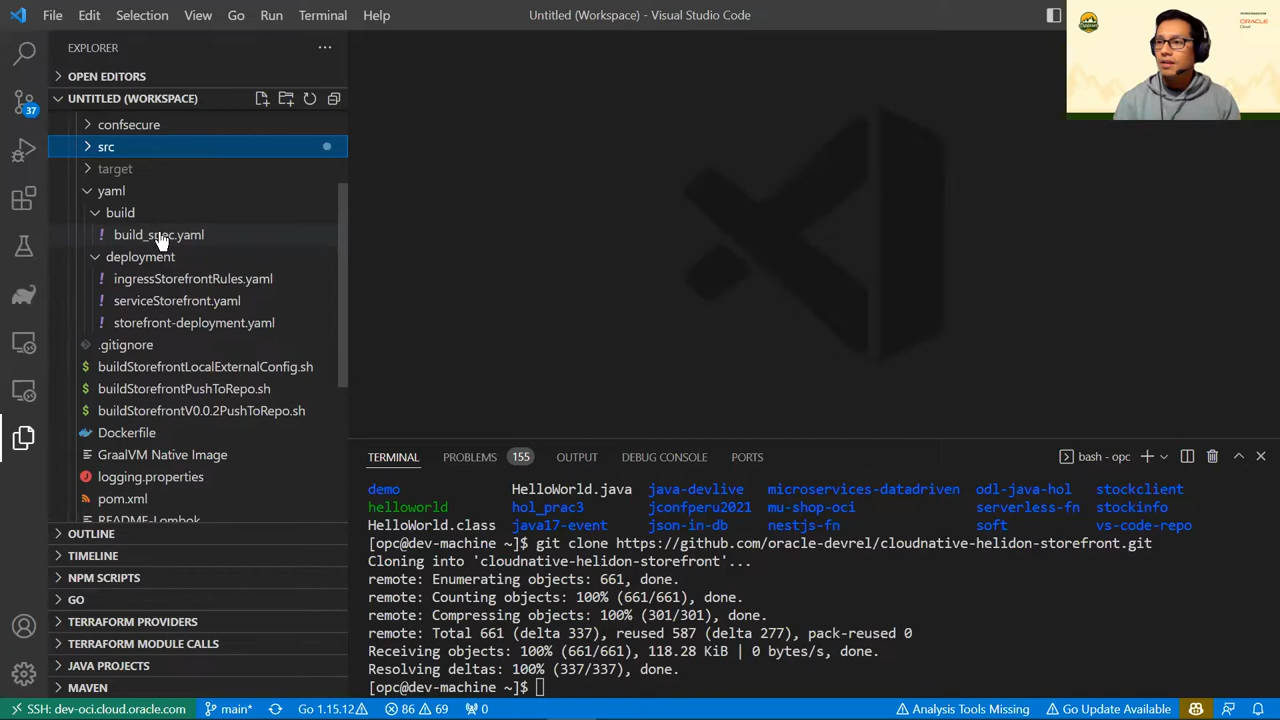 File Edit Selection View Go Run Terminal Help
Untitled (Workspace) - Visual Studio Code
ORACLE
Cloud
EXPLORER
OPEN EDITORS
UNTITLED (WORKSPACE)
37
confsecure
src
target
yaml
build
build_spec.yaml
deployment
ingressStorefrontRules.yaml
serviceStorefront.yaml
storefront-deployment.yaml
.gitignore
buildStorefrontLocalExternalConfig.sh
buildStorefrontPushToRepo.sh
buildStorefrontV0.0.2PushToRepo.sh
Dockerfile
GraalVM Native Image
logging.properties
pom.xml
README-Lombok
OUTLINE
TIMELINE
NPM SCRIPTS
GO
TERRAFORM PROVIDERS
TERRAFORM MODULE CALLS
JAVA PROJECTS
MAVEN
TERMINAL PROBLEMS 155 OUTPUT DEBUG CONSOLE PORTS
bash - opc
demo HelloWorld.java java-devlive microservices-datadriven odl-java-hol stockclient
helloworld hol_prac3 jconfperu2021 mu-shop-oci serverless-fn stockinfo
HelloWorld.class java17-event json-in-db nestjs-fn soft vs-code-repo
[opc@dev-machine ~]$ git clone https://github.com/oracle-devrel/cloudnative-helidon-storefront.git
Cloning into 'cloudnative-helidon-storefront'...
remote: Enumerating objects: 661, done.
remote: Counting objects: 100% (661/661), done.
remote: Compressing objects: 100% (301/301), done.
remote: Total 661 (delta 337), reused 587 (delta 277), pack-reused 0
Receiving objects: 100% (661/661), 118.28 KiB | 0 bytes/s, done.
Resolving deltas: 100% (337/337), done.
[opc@dev-machine ~]$
SSH: dev-oci.cloud.oracle.com main* Go 1.15.12 86 69 0 Analysis Tools Missing Go Update Available